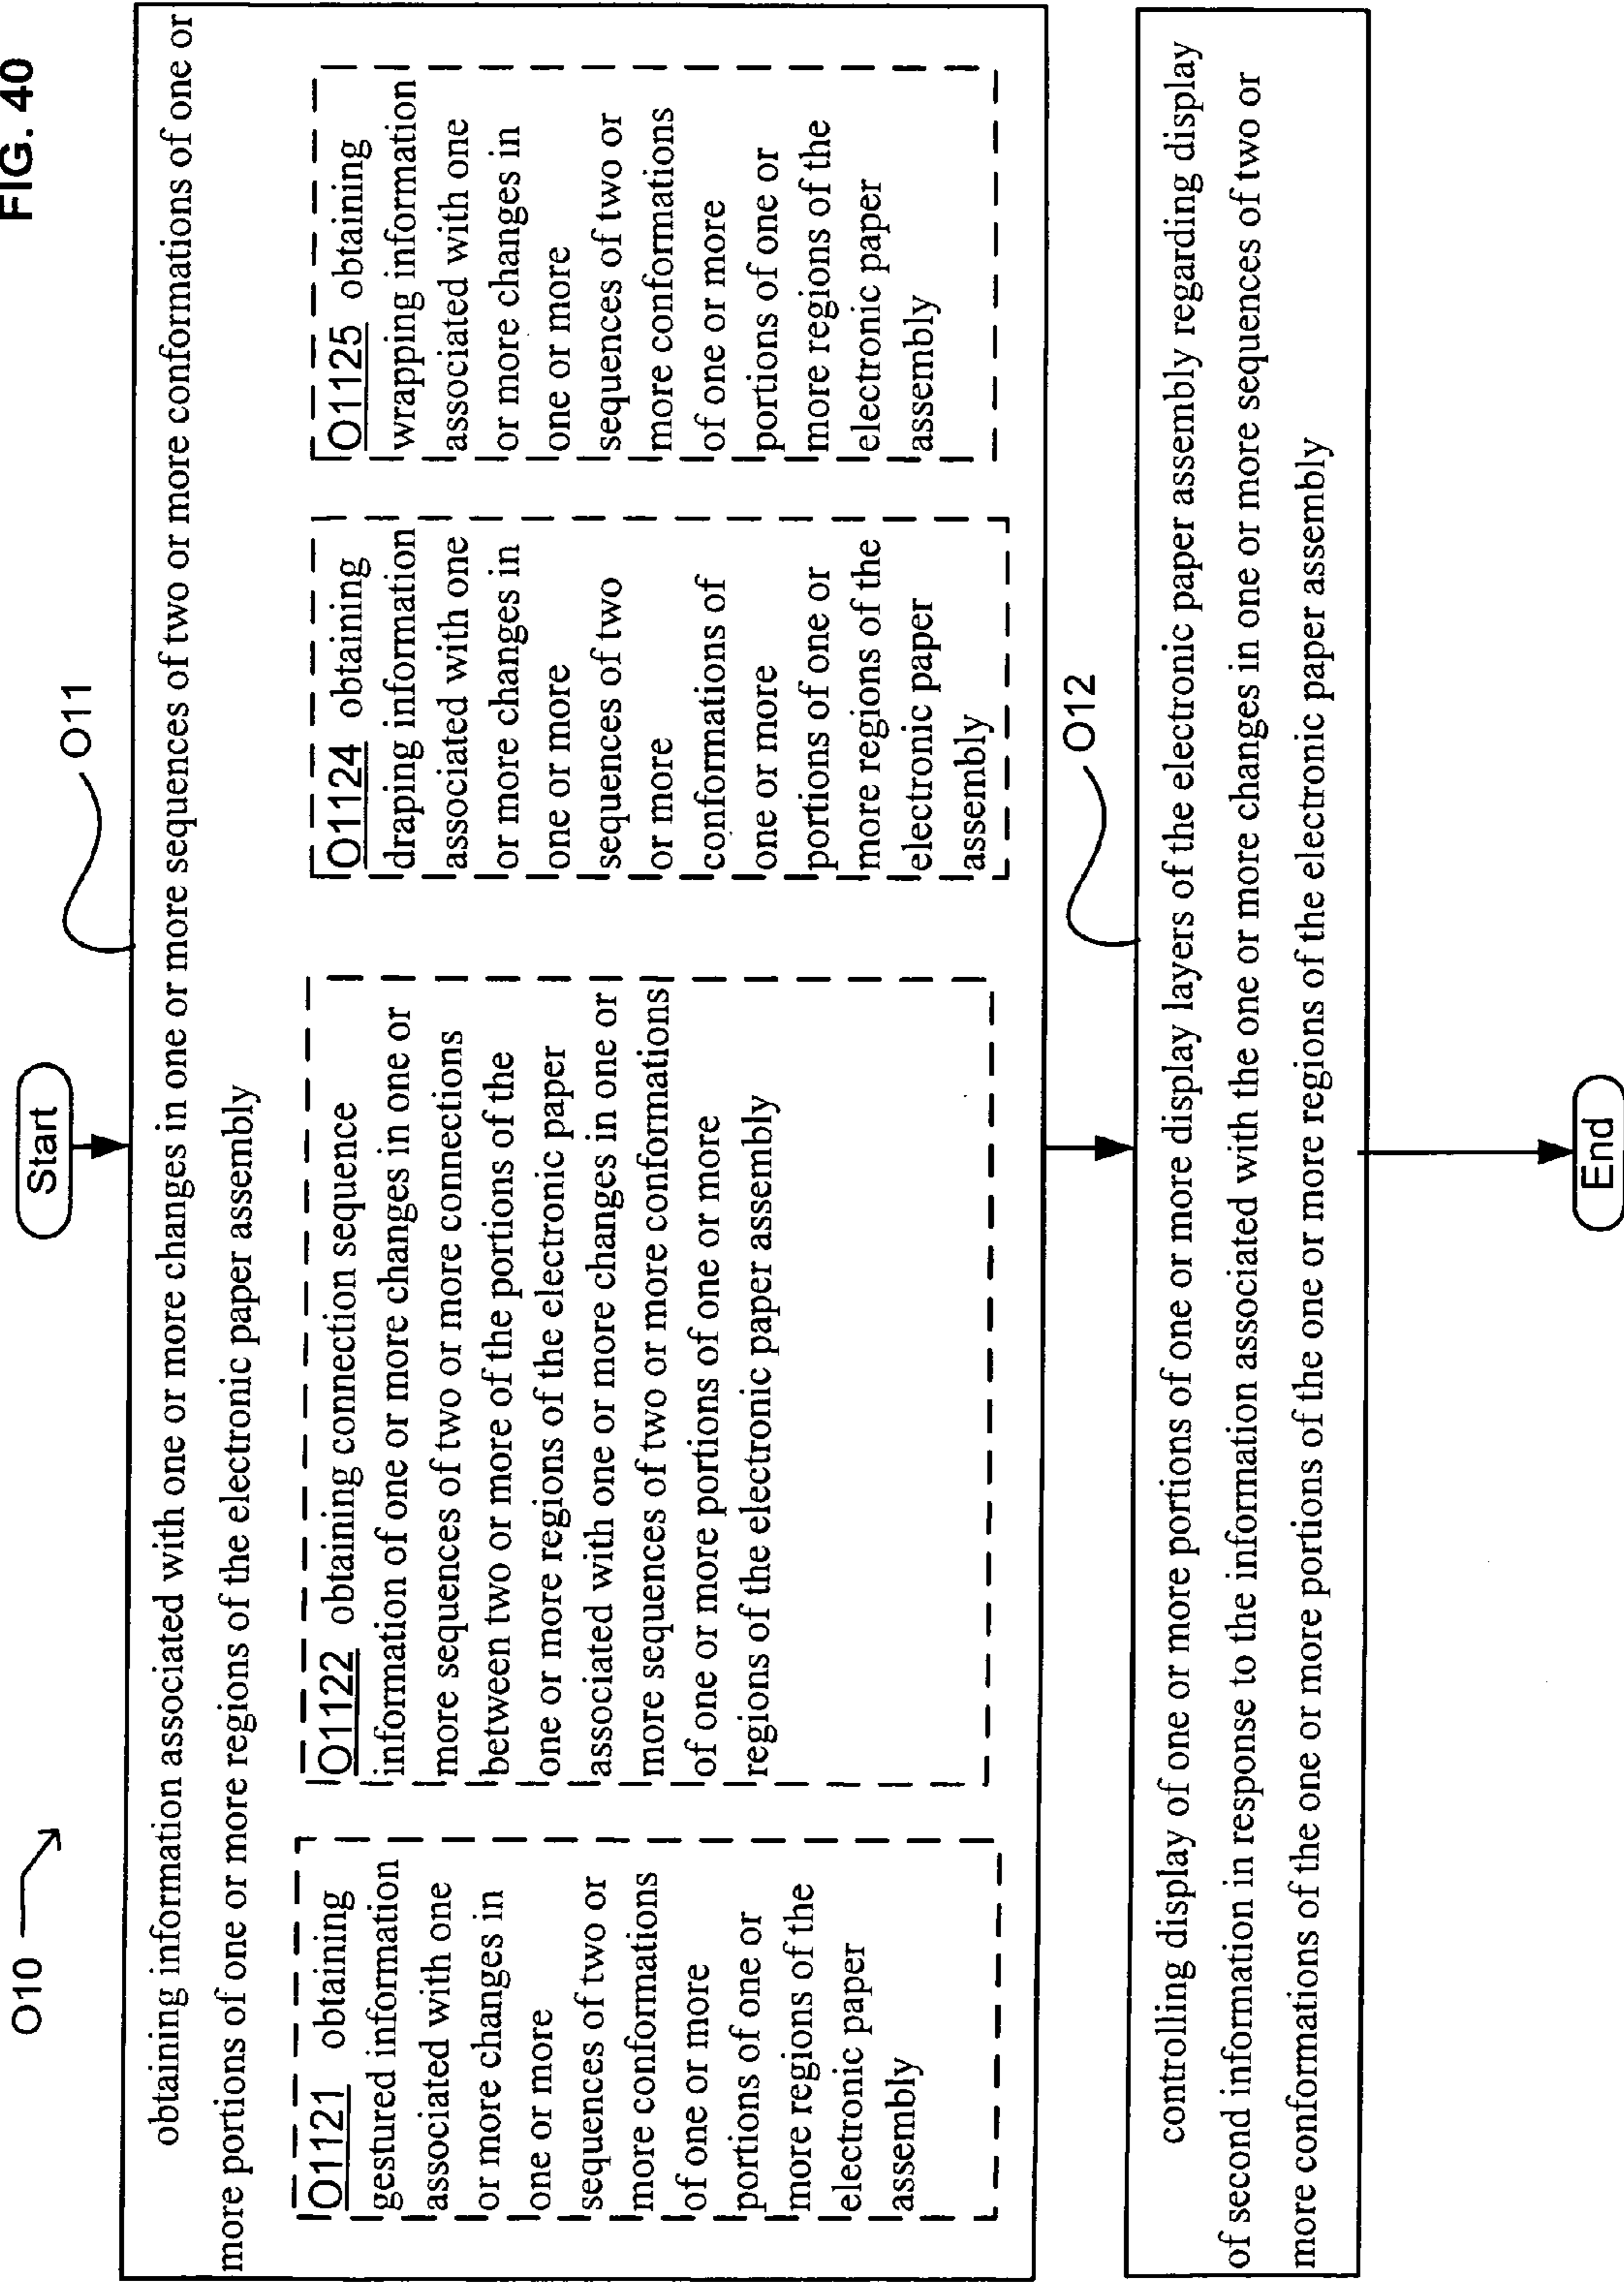 FIG. 40
O10
Start
O11
obtaining information associated with one or more changes in one or more sequences of two or more conformations of one or
more portions of one or more regions of the electronic paper assembly
O1121 obtaining
gestured information
associated with one
or more changes in
one or more
sequences of two or
more conformations
of one or more
portions of one or
more regions of the
electronic paper
assembly
O1122 obtaining connection sequence
information of one or more changes in one or
more sequences of two or more connections
between two or more of the portions of the
one or more regions of the electronic paper
associated with one or more changes in one or
more sequences of two or more conformations
of one or more portions of one or more
regions of the electronic paper assembly
O1124 obtaining
draping information
associated with one
or more changes in
one or more
sequences of two
or more
conformations of
one or more
portions of one or
more regions of the
electronic paper
assembly
O1125 obtaining
wrapping information
associated with one
or more changes in
one or more
sequences of two or
more conformations
of one or more
portions of one or
more regions of the
electronic paper
assembly
O12
controlling display of one or more portions of one or more display layers of the electronic paper assembly regarding display
of second information in response to the information associated with the one or more changes in one or more sequences of two or
more conformations of the one or more portions of the one or more regions of the electronic paper assembly
End